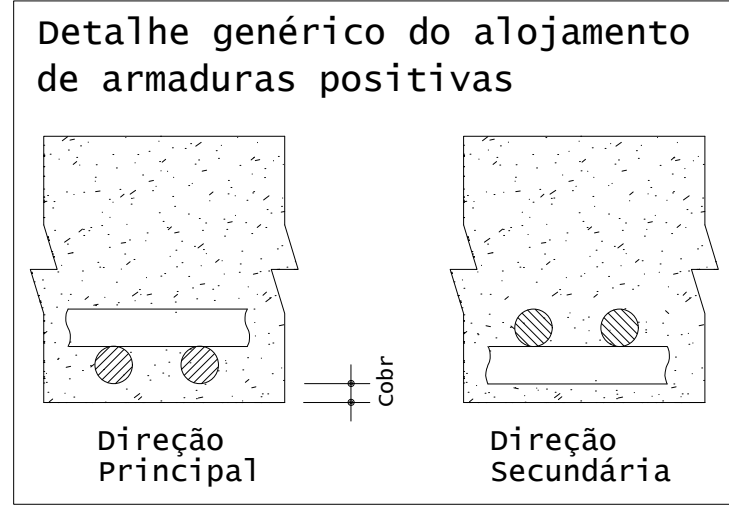 Detalhe genérico do alojamento
de armaduras positivas
Cobr
Direção
Principal
Direção
Secundária